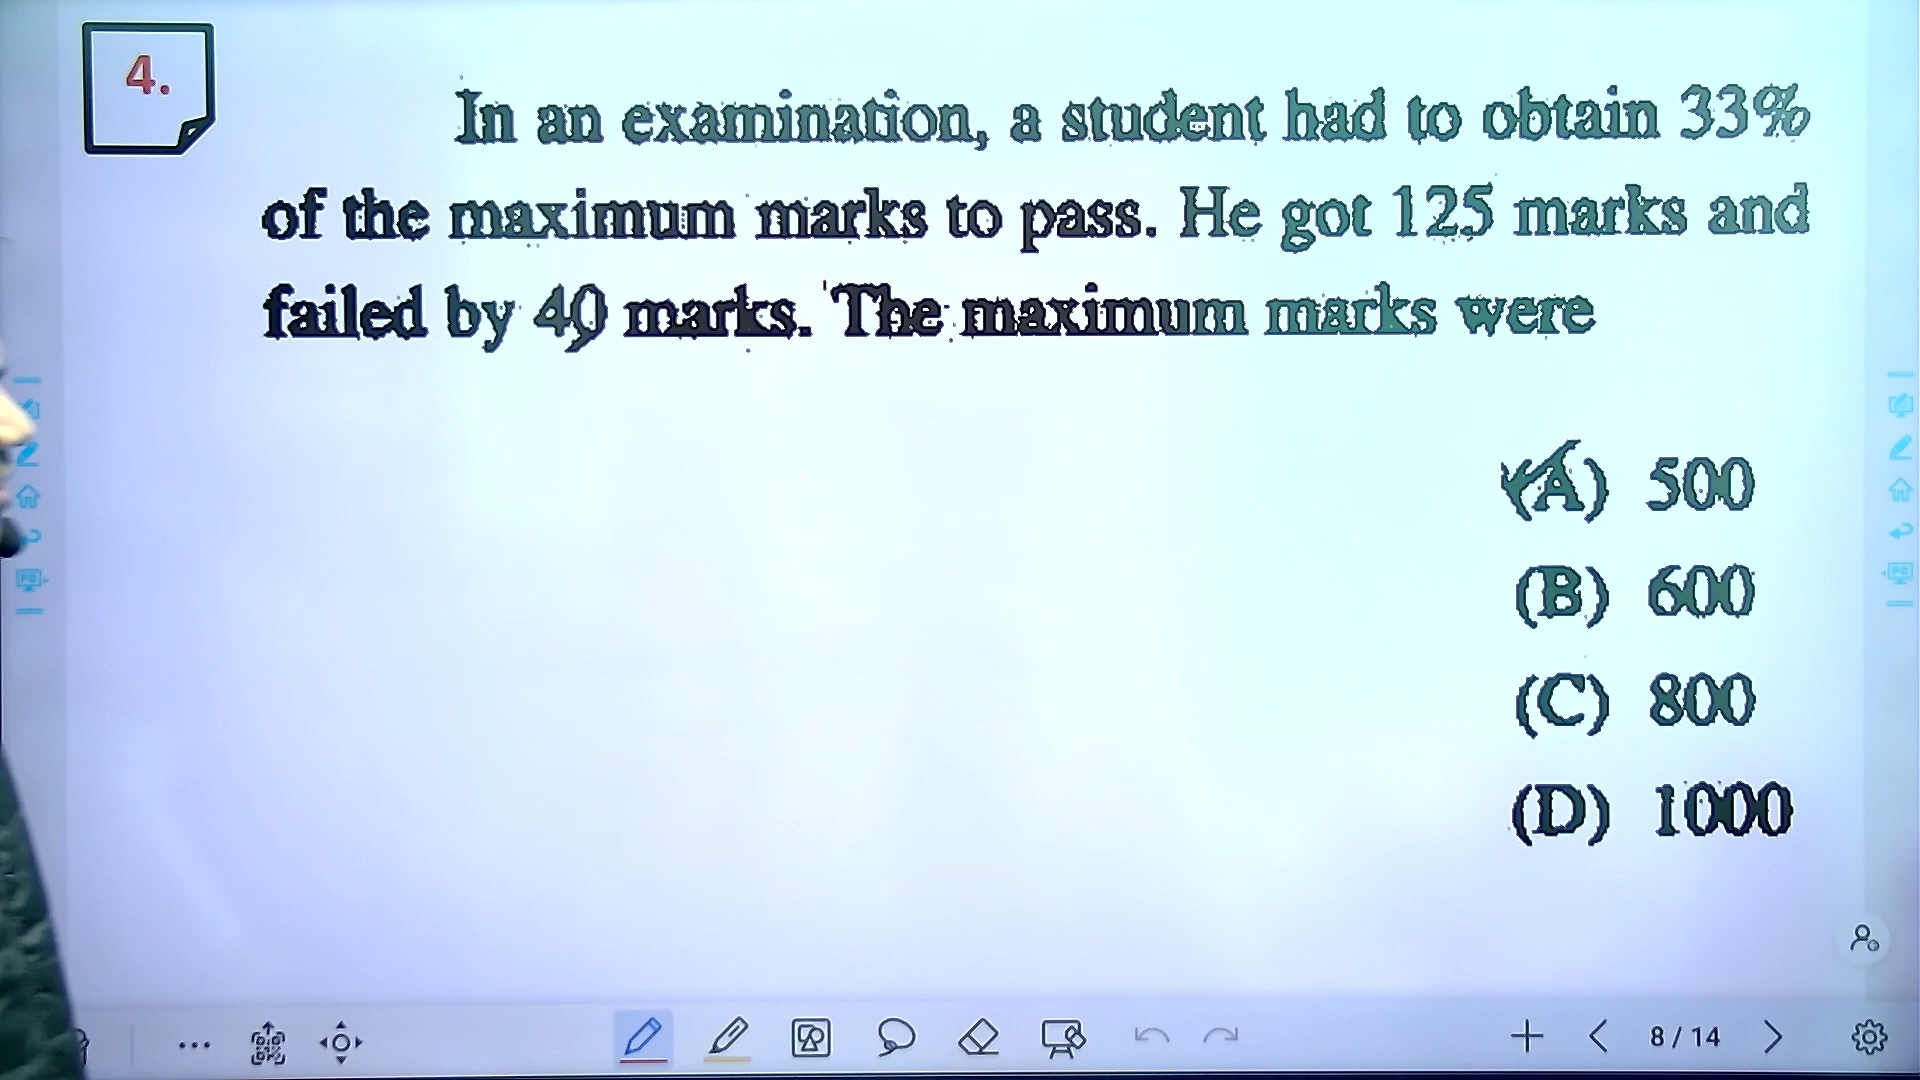 4.
In an examination, a student had to obtain 33%
of the maximum marks to pass. He got 125 marks and
failed by 40 marks. The maximum marks were
(A) 500
(B) 600
(C) 800
(D) 1000
8 / 14